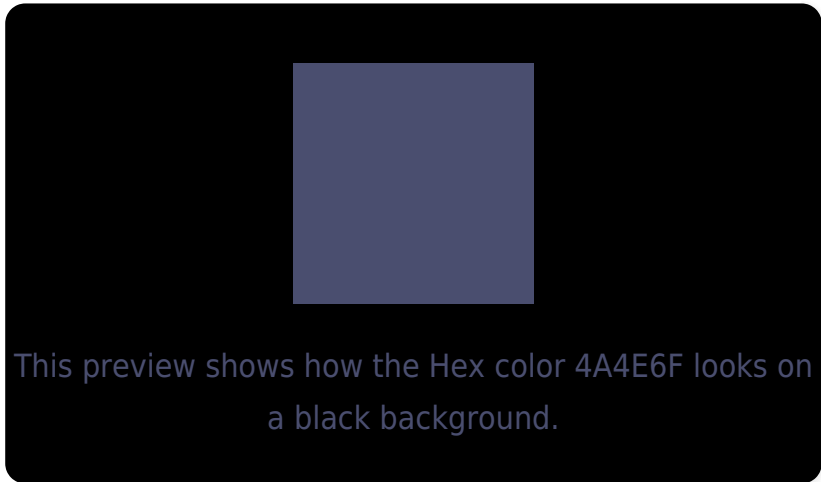 This preview shows how the Hex color 4A4E6F looks on
a black background.